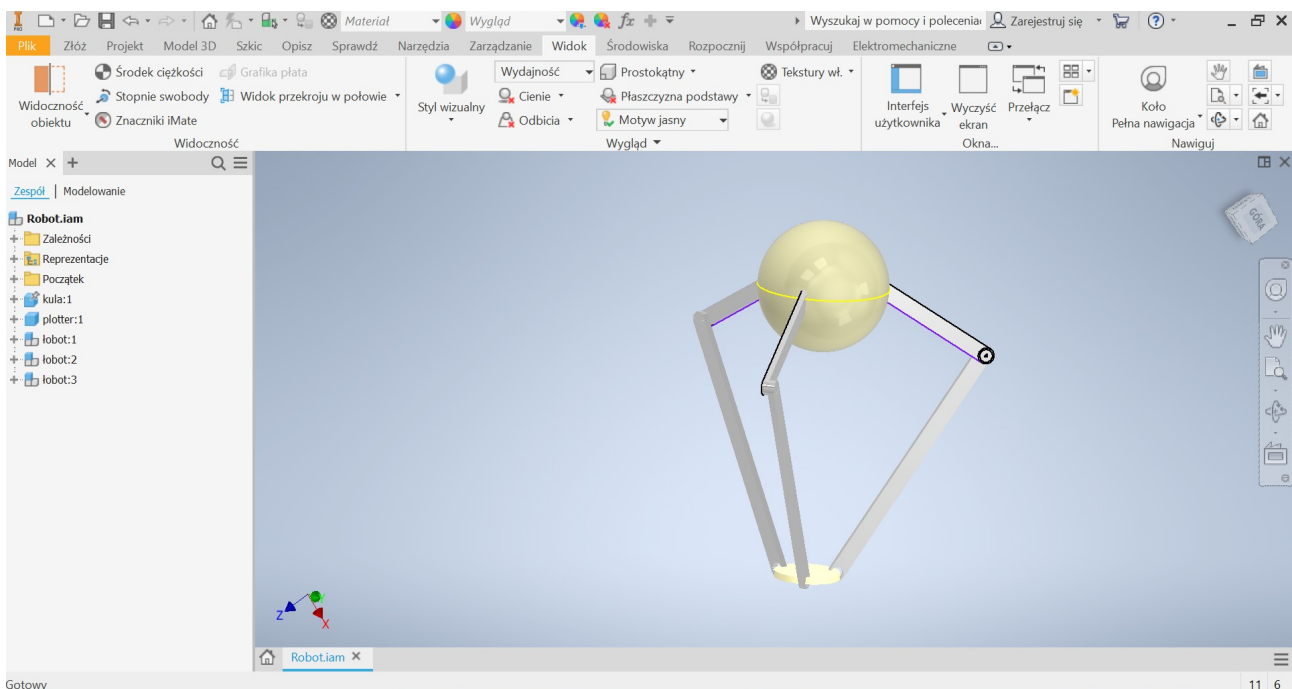 PRO Materiał Wygląd fx Wyszukaj w pomocy i polecenia Zarejestruj się
Plik Złóż Projekt Model 3D Szkic Opisz Sprawdź Narzędzia Zarządzanie Widok Środowiska Rozpocznij Współpracuj Elektromechaniczne
Widoczność obiektu
Środek ciężkości Grafika płata
Stopnie swobody Widok przekroju w połowie
Znaczniki iMate
Widoczność
Styl wizualny
Wydajność
Cienie
Odbicia
Prostokątny
Płaszczyzna podstawy
Motyw jasny
Tekstury wł.
Wygląd
Interfejs
użytkownika
Wyczyść
ekran
Przełącz
Okna...
Koło
Pełna nawigacja
Nawiguj
Model
Zespół | Modelowanie
Robot.iam
Zależności
Reprezentacje
Początek
kula:1
plotter:1
łobot:1
łobot:2
łobot:3
GÓRA
Z Y X
Robot.iam
Gotowy
11 6